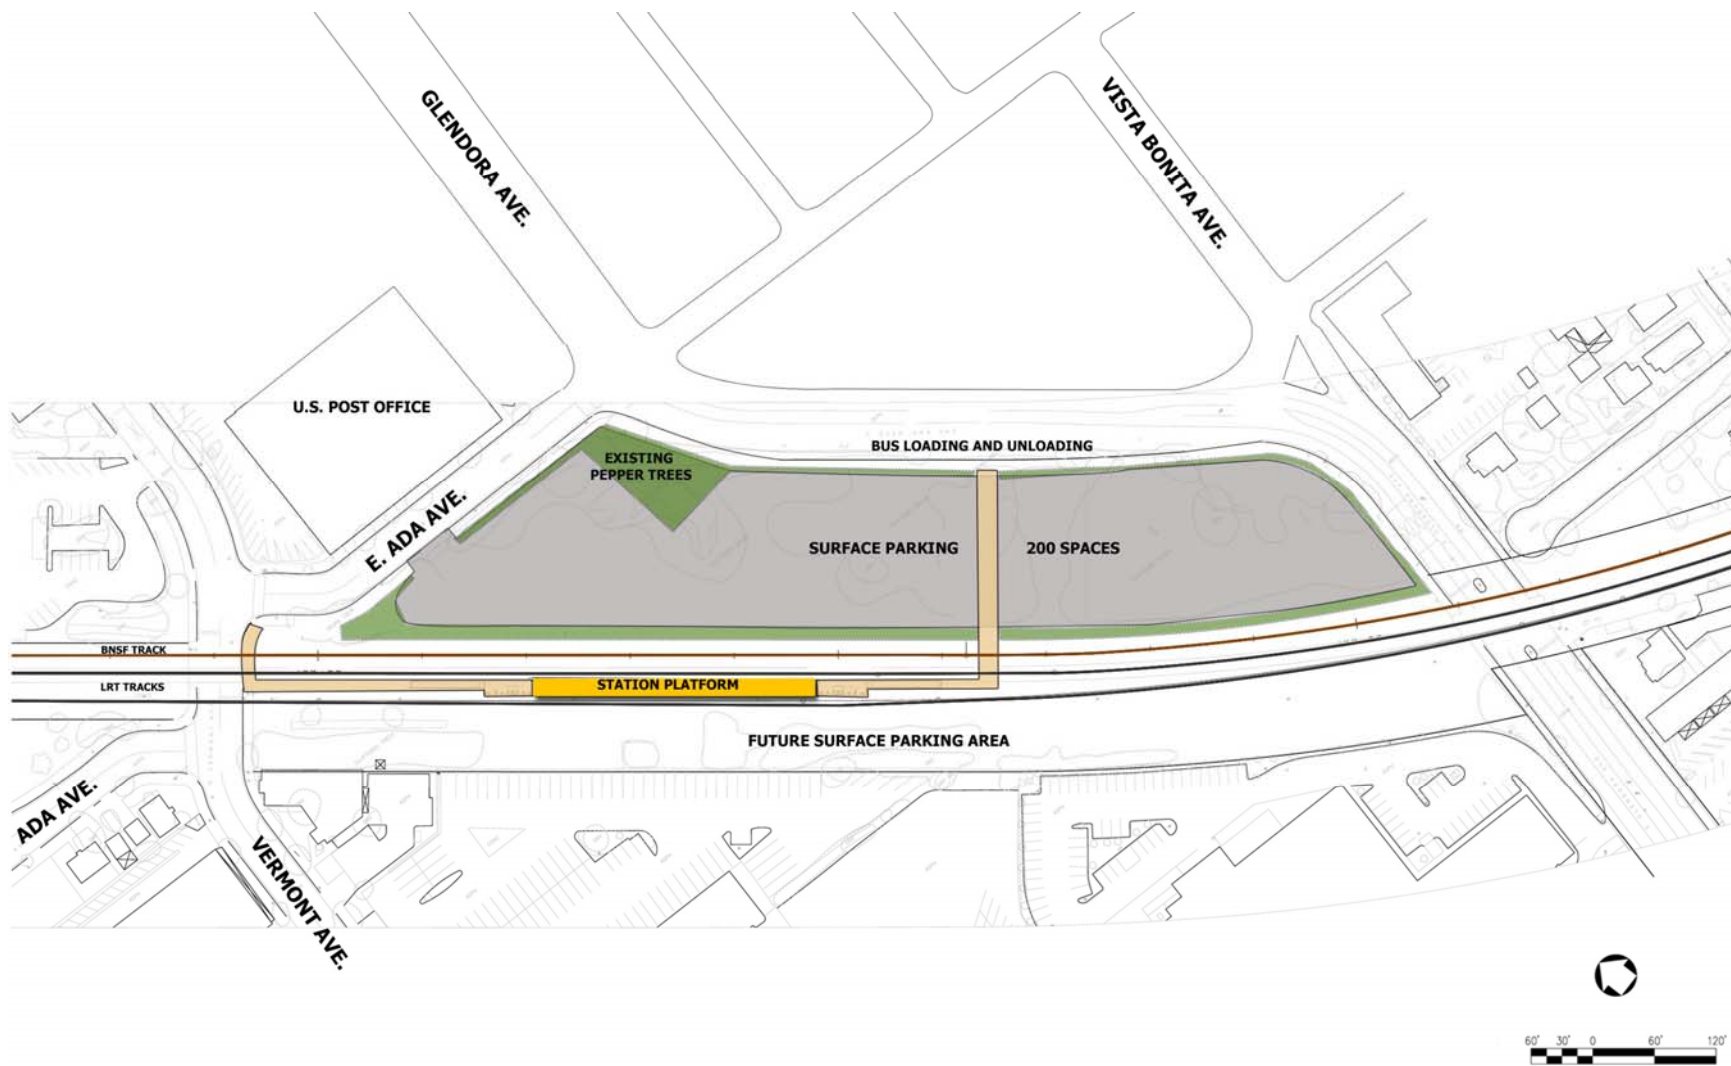 GLENDORA AVE.
VISTA BONITA AVE.
U.S. POST OFFICE
BUS LOADING AND UNLOADING
EXISTING
PEPPER TREES
E. ADA AVE.
SURFACE PARKING
200 SPACES
BNSF TRACK
LRT TRACKS
STATION PLATFORM
FUTURE SURFACE PARKING AREA
ADA AVE.
VERMONT AVE.
60' 30' 0 60' 120'